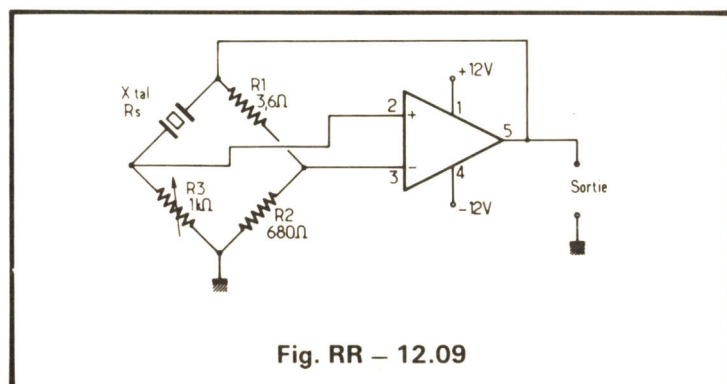 +12V
R1
3,6Ω
X tal
Rs
2
+
1
5
3
−
4
−12V
R3
1kΩ
R2
680Ω
Sortie
Fig. RR – 12.09